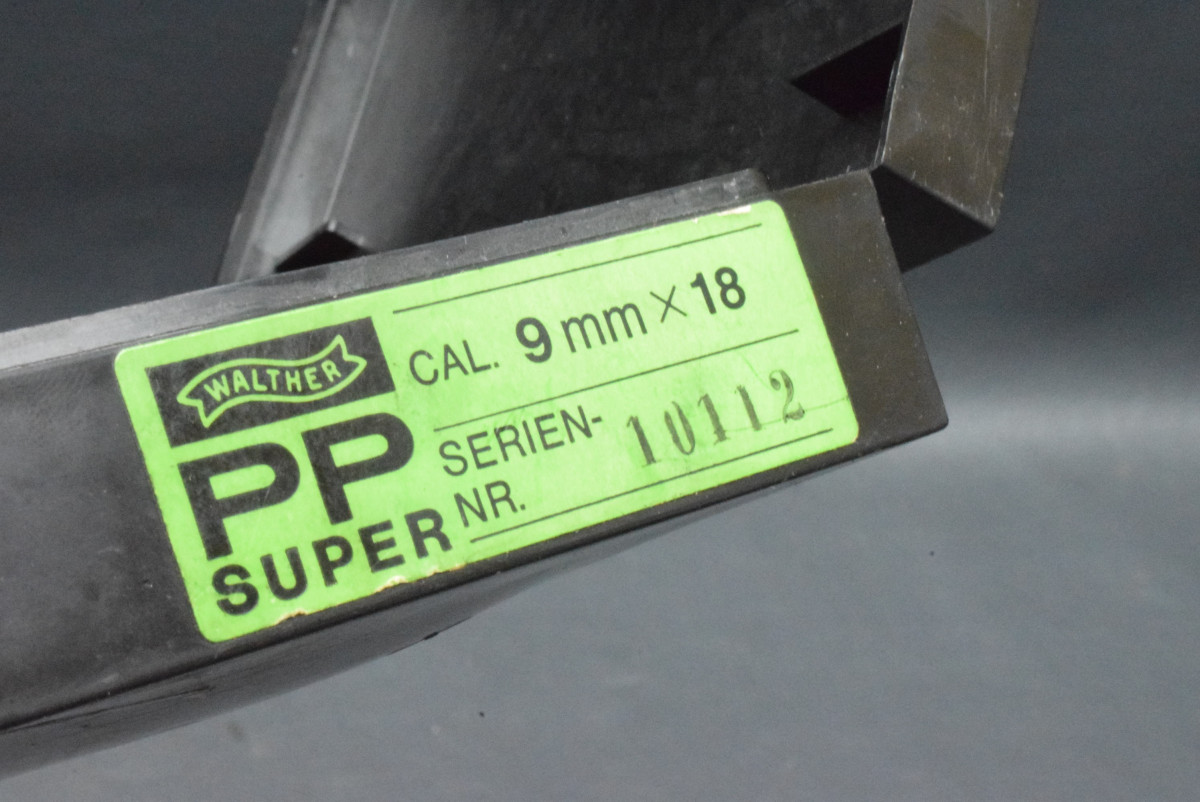 WALTHER
PP
SUPER
CAL. 9 mm × 18
SERIEN-
NR. 10112